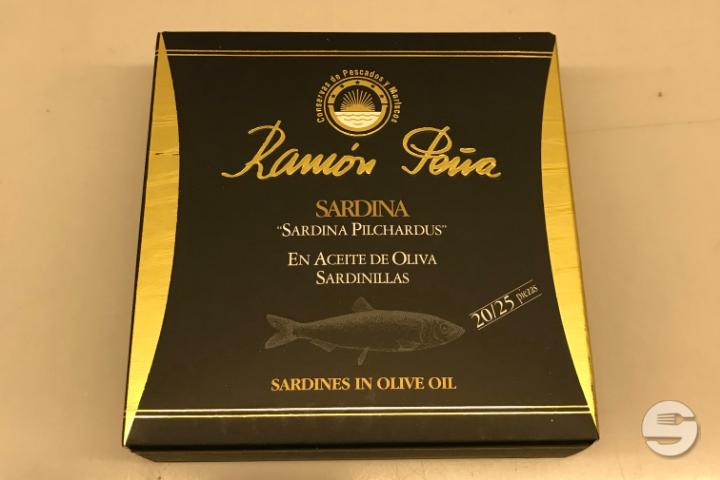 Conservas de Pescados Y Mariscos
Ramón Peña
SARDINA
"SARDINA PILCHARDUS"
EN ACEITE DE OLIVA
SARDINILLAS
20/25 piezas
SARDINES IN OLIVE OIL